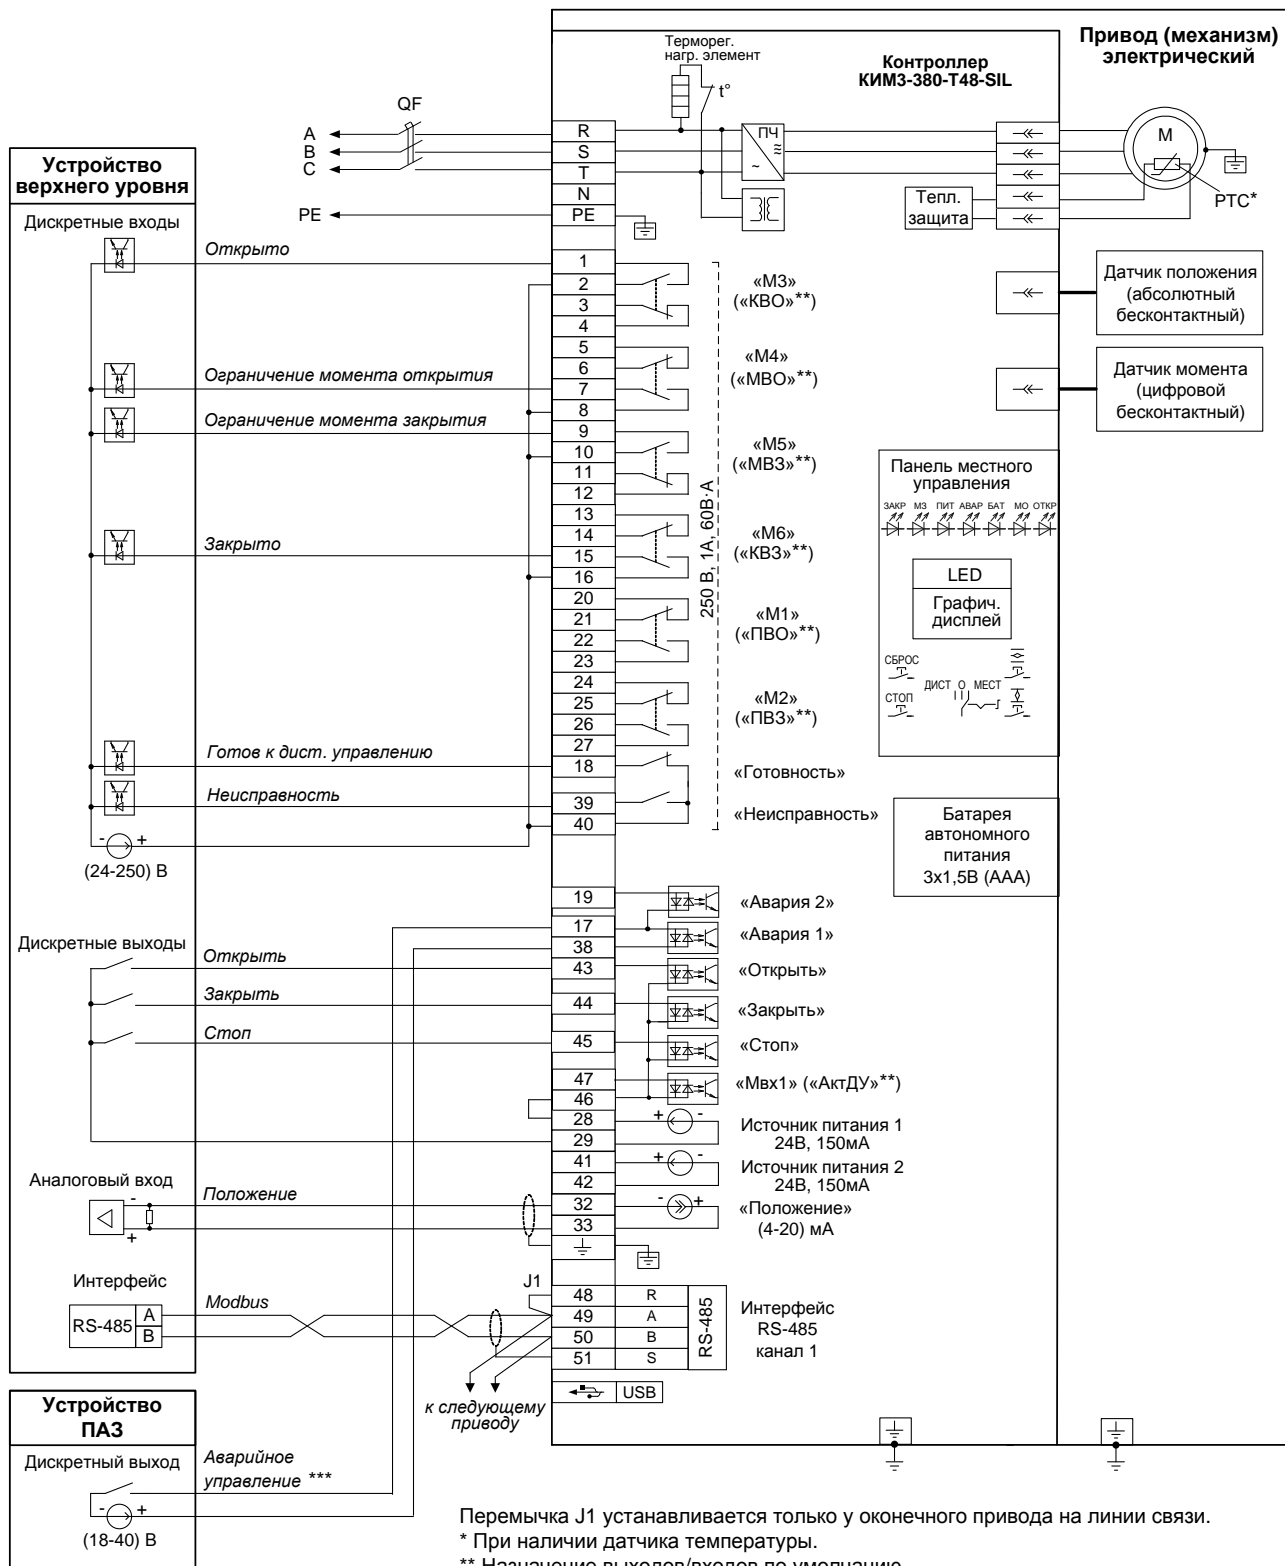 Привод (механизм)
электрический
Контроллер
КИМ3-380-Т48-SIL
Терморег.
нагр. элемент
t°
QF
A
B
C
PE
R
S
T
N
PE
ПЧ
≈
~
Тепл.
защита
M
PTC*
Устройство
верхнего уровня
Дискретные входы
Открыто
Ограничение момента открытия
Ограничение момента закрытия
Закрыто
Готов к дист. управлению
Неисправность
- +
(24-250) В
1
2
3
4
5
6
7
8
9
10
11
12
13
14
15
16
20
21
22
23
24
25
26
27
18
39
40
«М3»
(«КВО»**)
«М4»
(«МВО»**)
«М5»
(«МВЗ»**)
«М6»
(«КВЗ»**)
«М1»
(«ПВО»**)
«М2»
(«ПВЗ»**)
«Готовность»
«Неисправность»
250 В, 1А, 60В·А
Датчик положения
(абсолютный
бесконтактный)
Датчик момента
(цифровой
бесконтактный)
Панель местного
управления
ЗАКР МЗ ПИТ АВАР БАТ МО ОТКР
LED
Графич.
дисплей
СБРОС
СТОП
ДИСТ О МЕСТ
Батарея
автономного
питания
3х1,5В (ААА)
19
17
38
43
44
45
47
46
28
29
41
42
32
33
«Авария 2»
«Авария 1»
«Открыть»
«Закрыть»
«Стоп»
«Мвх1» («АктДУ»**)
+ -
Источник питания 1
24В, 150мА
+ -
Источник питания 2
24В, 150мА
- +
«Положение»
(4-20) мА
Дискретные выходы
Открыть
Закрыть
Стоп
Аналоговый вход
-
+
Положение
Интерфейс
RS-485
A
B
Modbus
J1
48 R
49 A
50 B
51 S
RS-485
Интерфейс
RS-485
канал 1
USB
к следующему
приводу
Устройство
ПАЗ
Дискретный выход
Аварийное
управление ***
- +
(18-40) В
Перемычка J1 устанавливается только у оконечного привода на линии связи.
* При наличии датчика температуры.
** Назначение выходов/входов по умолчанию